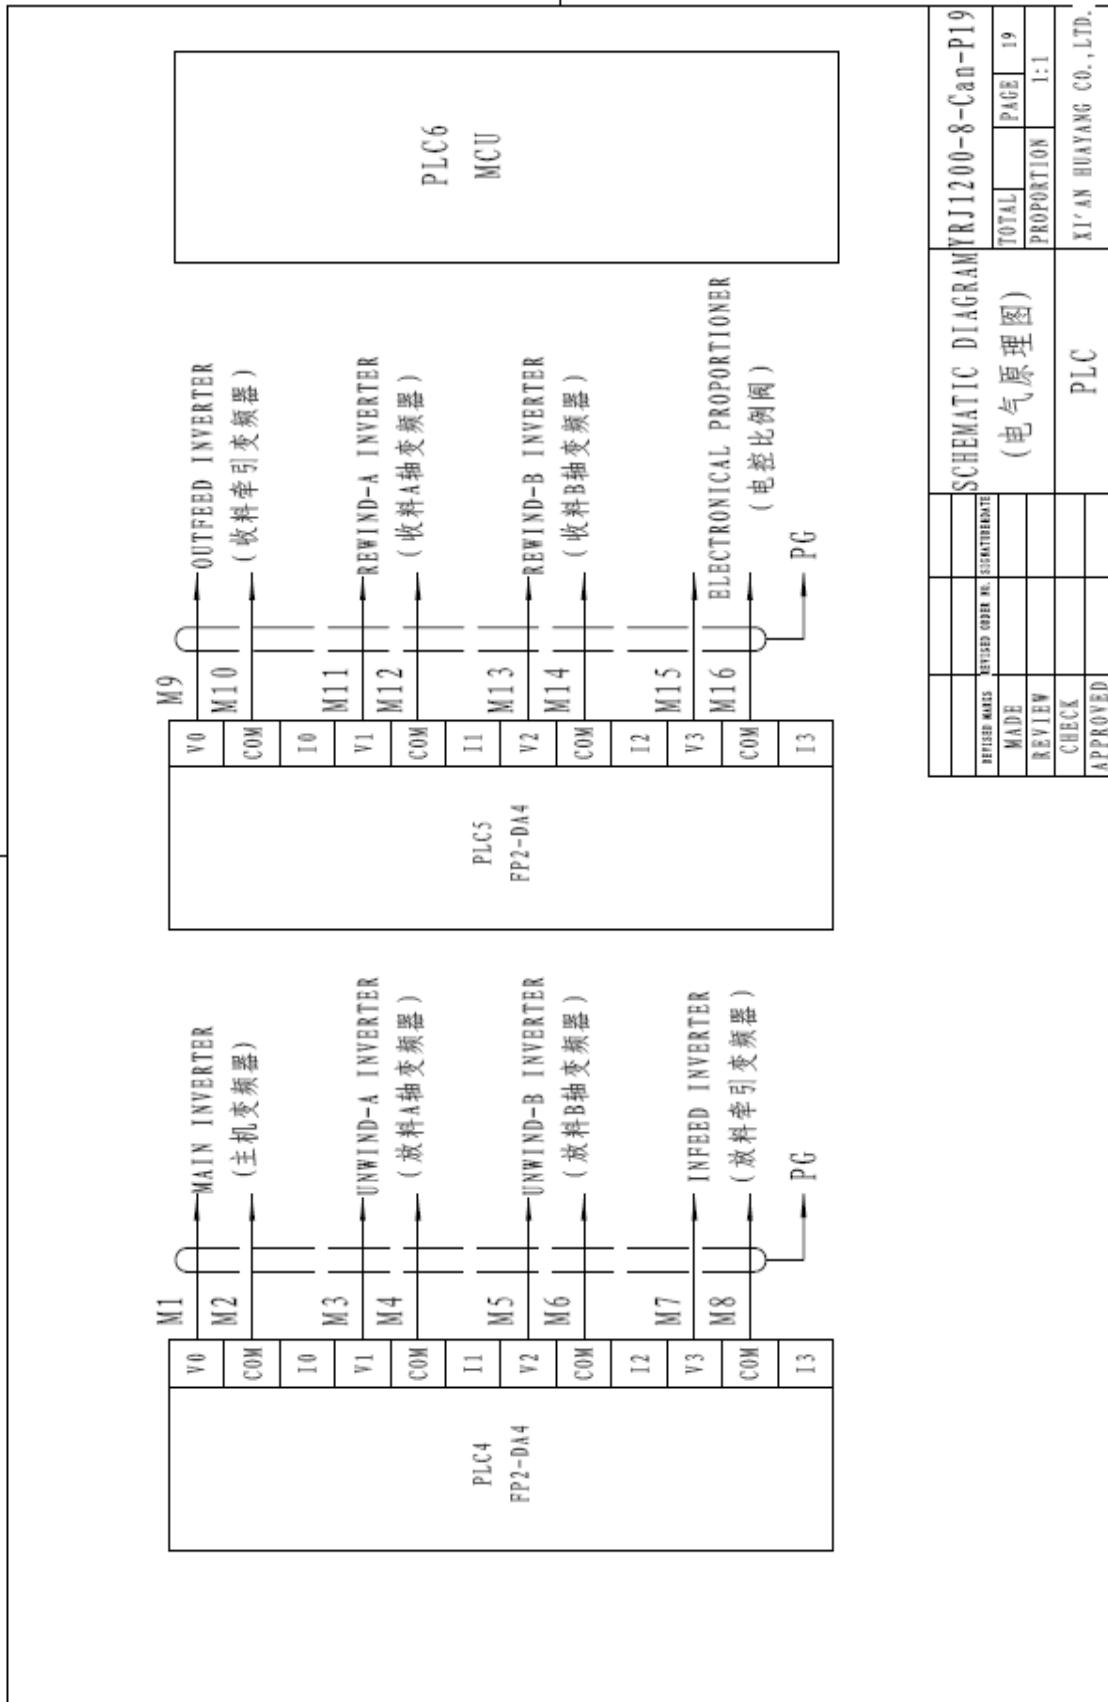 M1
V0
MAIN INVERTER
M2
COM
(主机变频器)
I0
M3
V1
UNWIND-A INVERTER
M4
COM
(放料A轴变频器)
I1
M5
V2
UNWIND-B INVERTER
M6
COM
(放料B轴变频器)
I2
M7
V3
INFEED INVERTER
M8
COM
(放料牵引变频器)
I3
PG
PLC4
FP2-DA4
M9
V0
OUTFEED INVERTER
M10
COM
(收料牵引变频器)
I0
M11
V1
REWIND-A INVERTER
M12
COM
(收料A轴变频器)
I1
M13
V2
REWIND-B INVERTER
M14
COM
(收料B轴变频器)
I2
M15
V3
ELECTRONICAL PROPORTIONER
M16
COM
(电控比例阀)
I3
PG
PLC5
FP2-DA4
PLC6
MCU
REVISED MARKS REVISED ORDER NO. SIGNATURE DATE
MADE
REVIEW
CHECK
APPROVED
SCHEMATIC DIAGRAM
(电气原理图)
PLC
YRJ1200-8-Can-P19
TOTAL PAGE 19
PROPORTION 1:1
XI'AN HUAYANG CO.,LTD.